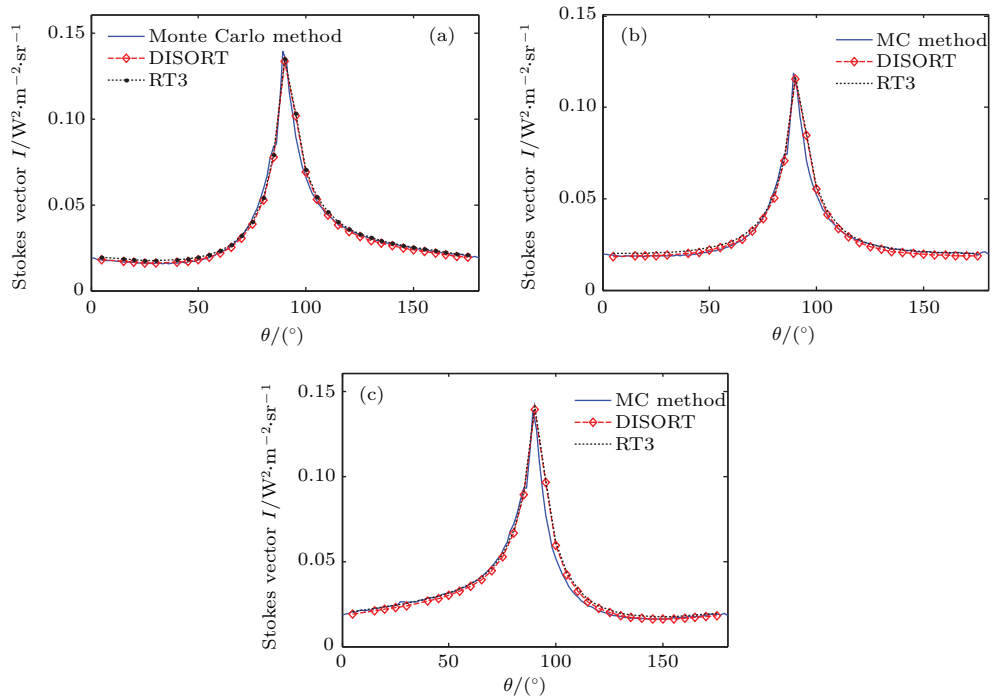 (a)
Monte Carlo method
DISORT
RT3
Stokes vector I/W²·m⁻²·sr⁻¹
0.15
0.10
0.05
0
0 50 100 150
θ/(°)
(b)
MC method
DISORT
RT3
Stokes vector I/W²·m⁻²·sr⁻¹
0.15
0.10
0.05
0
0 50 100 150
θ/(°)
(c)
MC method
DISORT
RT3
Stokes vector I/W²·m⁻²·sr⁻¹
0.15
0.10
0.05
0
0 50 100 150
θ/(°)